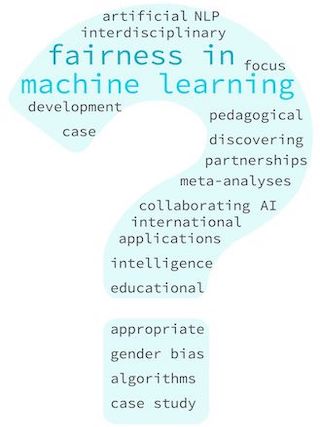 artificial NLP
interdisciplinary
fairness in
focus
machine learning
development
pedagogical
case
discovering
partnerships
meta-analyses
collaborating AI
international
applications
intelligence
educational
appropriate
gender bias
algorithms
case study